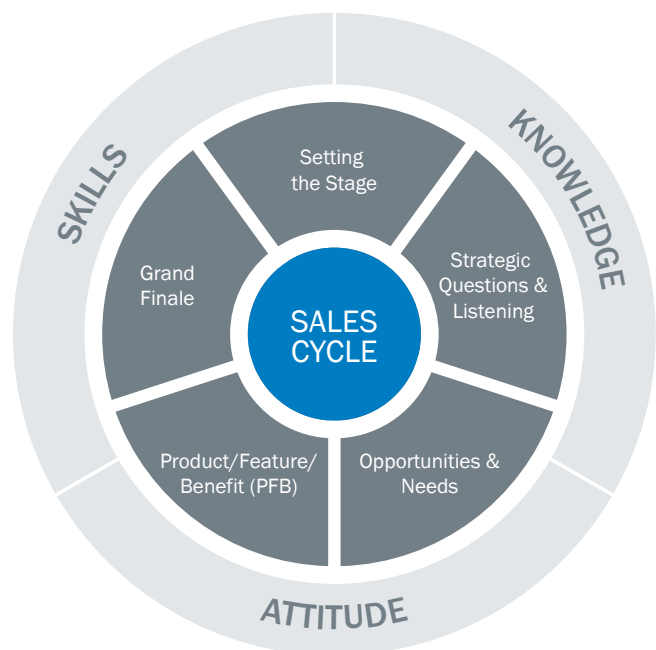 SKILLS
KNOWLEDGE
ATTITUDE
Setting
the Stage
Strategic
Questions &
Listening
Opportunities &
Needs
Product/Feature/
Benefit (PFB)
Grand
Finale
SALES
CYCLE